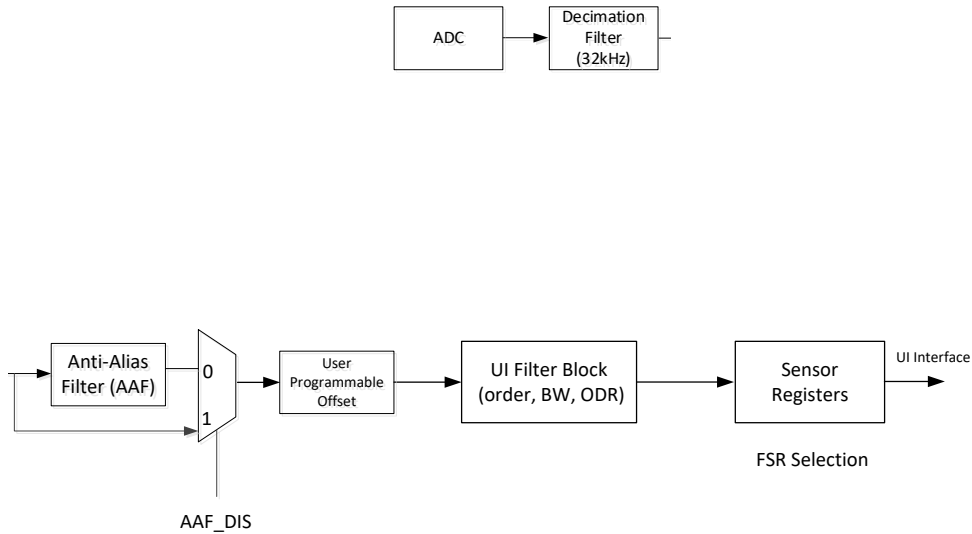 ADC
Decimation
Filter
(32kHz)
Anti-Alias
Filter (AAF)
0
1
AAF_DIS
User
Programmable
Offset
UI Filter Block
(order, BW, ODR)
Sensor
Registers
FSR Selection
UI Interface